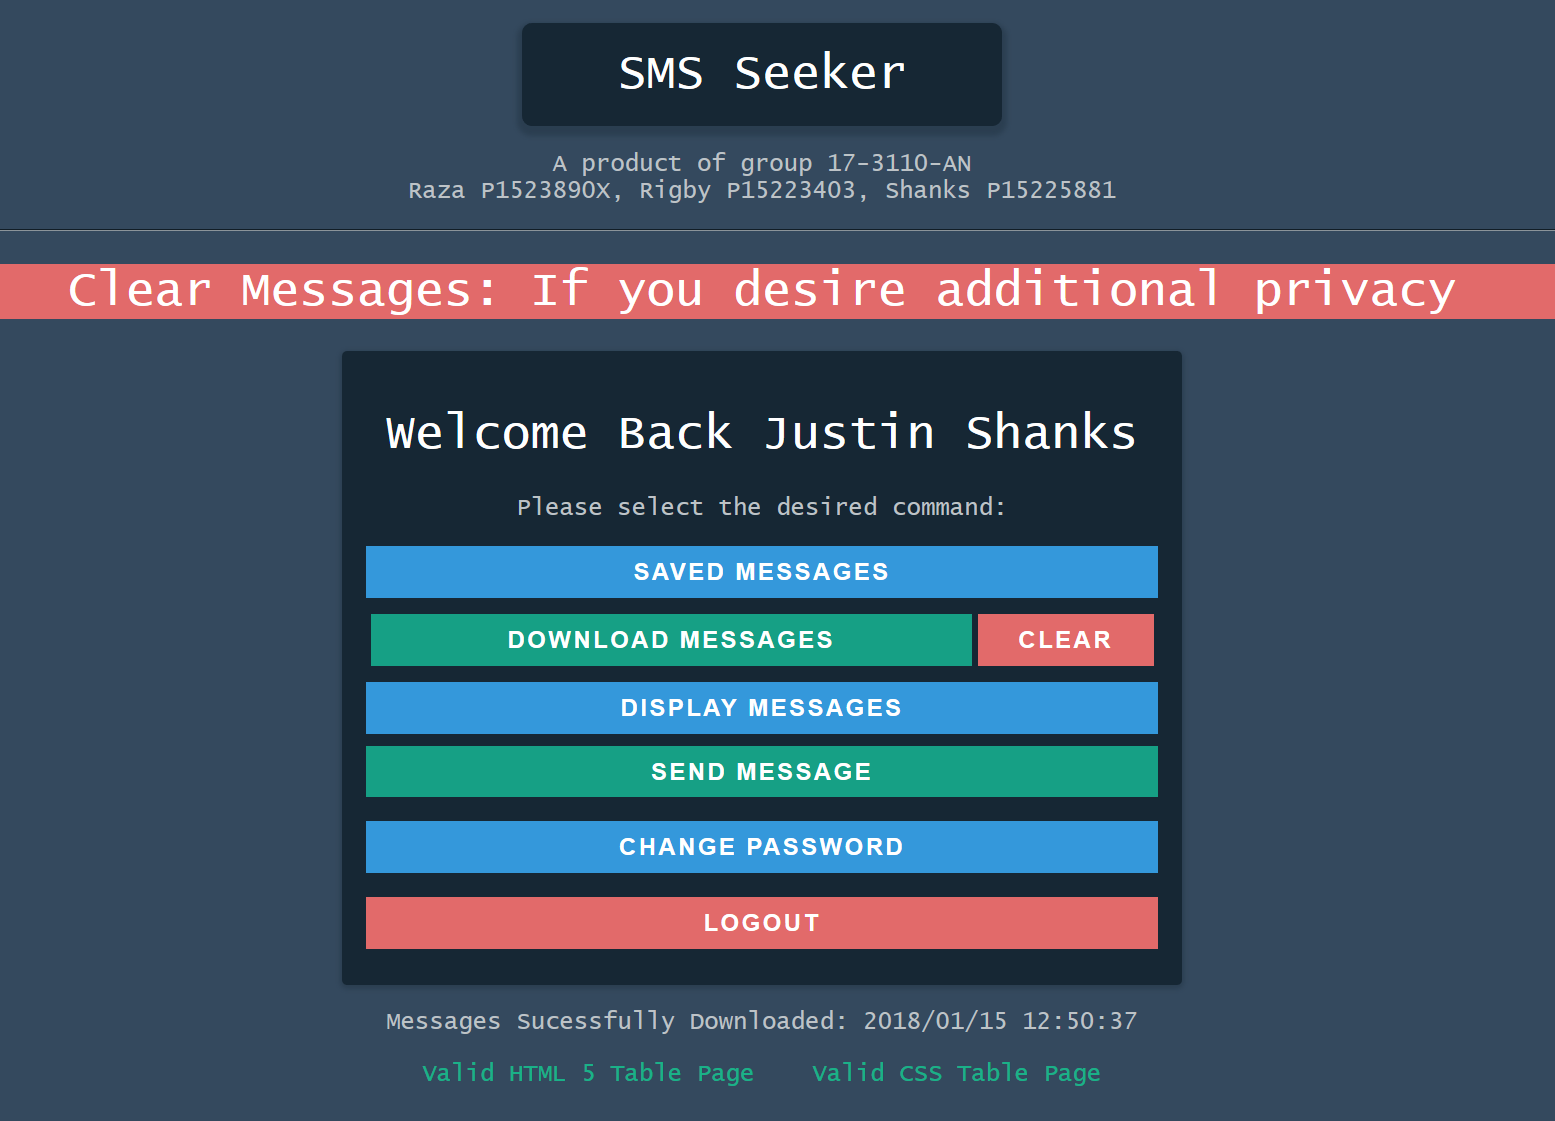 SMS Seeker
A product of group 17-3110-AN
Raza P1523890X, Rigby P15223403, Shanks P15225881
Clear Messages: If you desire additional privacy
Welcome Back Justin Shanks
Please select the desired command:
SAVED MESSAGES
DOWNLOAD MESSAGES CLEAR
DISPLAY MESSAGES
SEND MESSAGE
CHANGE PASSWORD
LOGOUT
Messages Sucessfully Downloaded: 2018/01/15 12:50:37
Valid HTML 5 Table Page Valid CSS Table Page